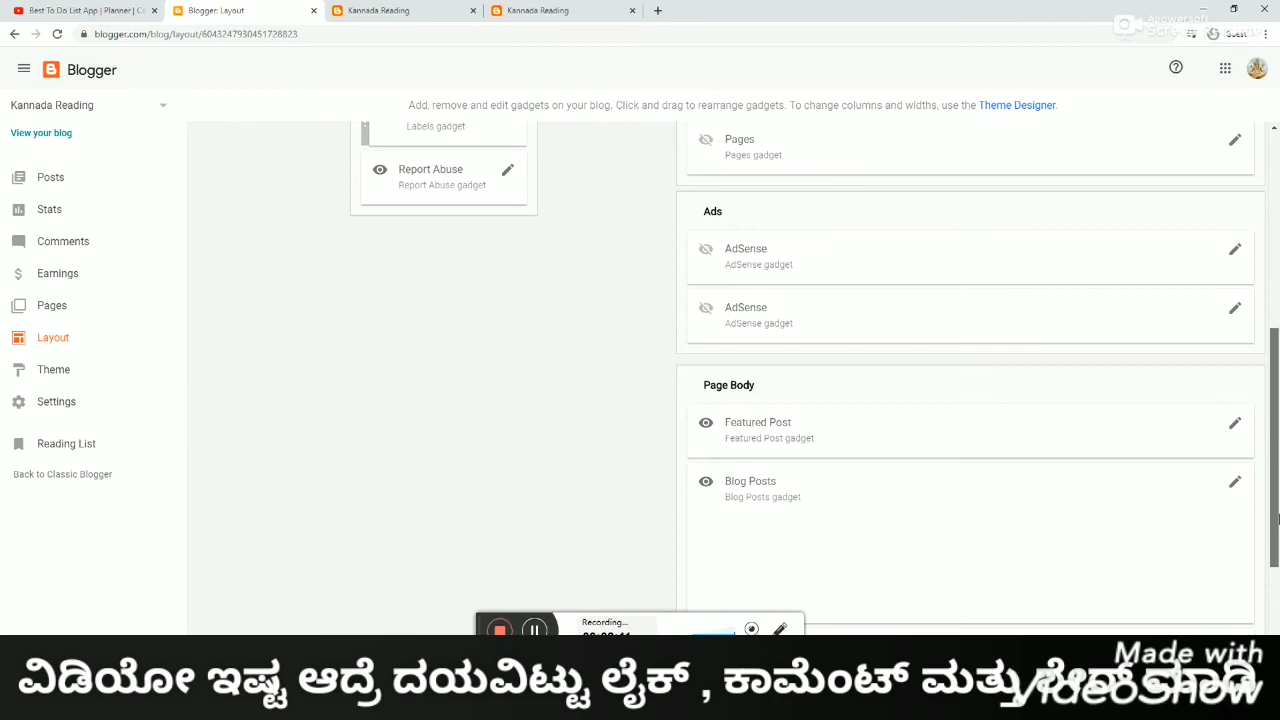 Best To Do List App | Planner | Ca
Blogger: Layout
Kannada Reading
Kannada Reading
blogger.com/blog/layout/6043247930451728823
Apowersoft
Blogger
Kannada Reading
Add, remove and edit gadgets on your blog. Click and drag to rearrange gadgets. To change columns and widths, use the Theme Designer.
View your blog
Posts
Stats
Comments
Earnings
Pages
Layout
Theme
Settings
Reading List
Back to Classic Blogger
Labels gadget
Report Abuse
Report Abuse gadget
Pages
Pages gadget
Ads
AdSense
AdSense gadget
AdSense
AdSense gadget
Page Body
Featured Post
Featured Post gadget
Blog Posts
Blog Posts gadget
Recording...
ವಿಡಿಯೋ ಇಷ್ಟ ಆದ್ರೆ ದಯವಿಟ್ಟು ಲೈಕ್ , ಕಾಮೆಂಟ್ ಮತ್ತು ಶೇರ್ ಮಾಡಿ
Made with
VideoShow